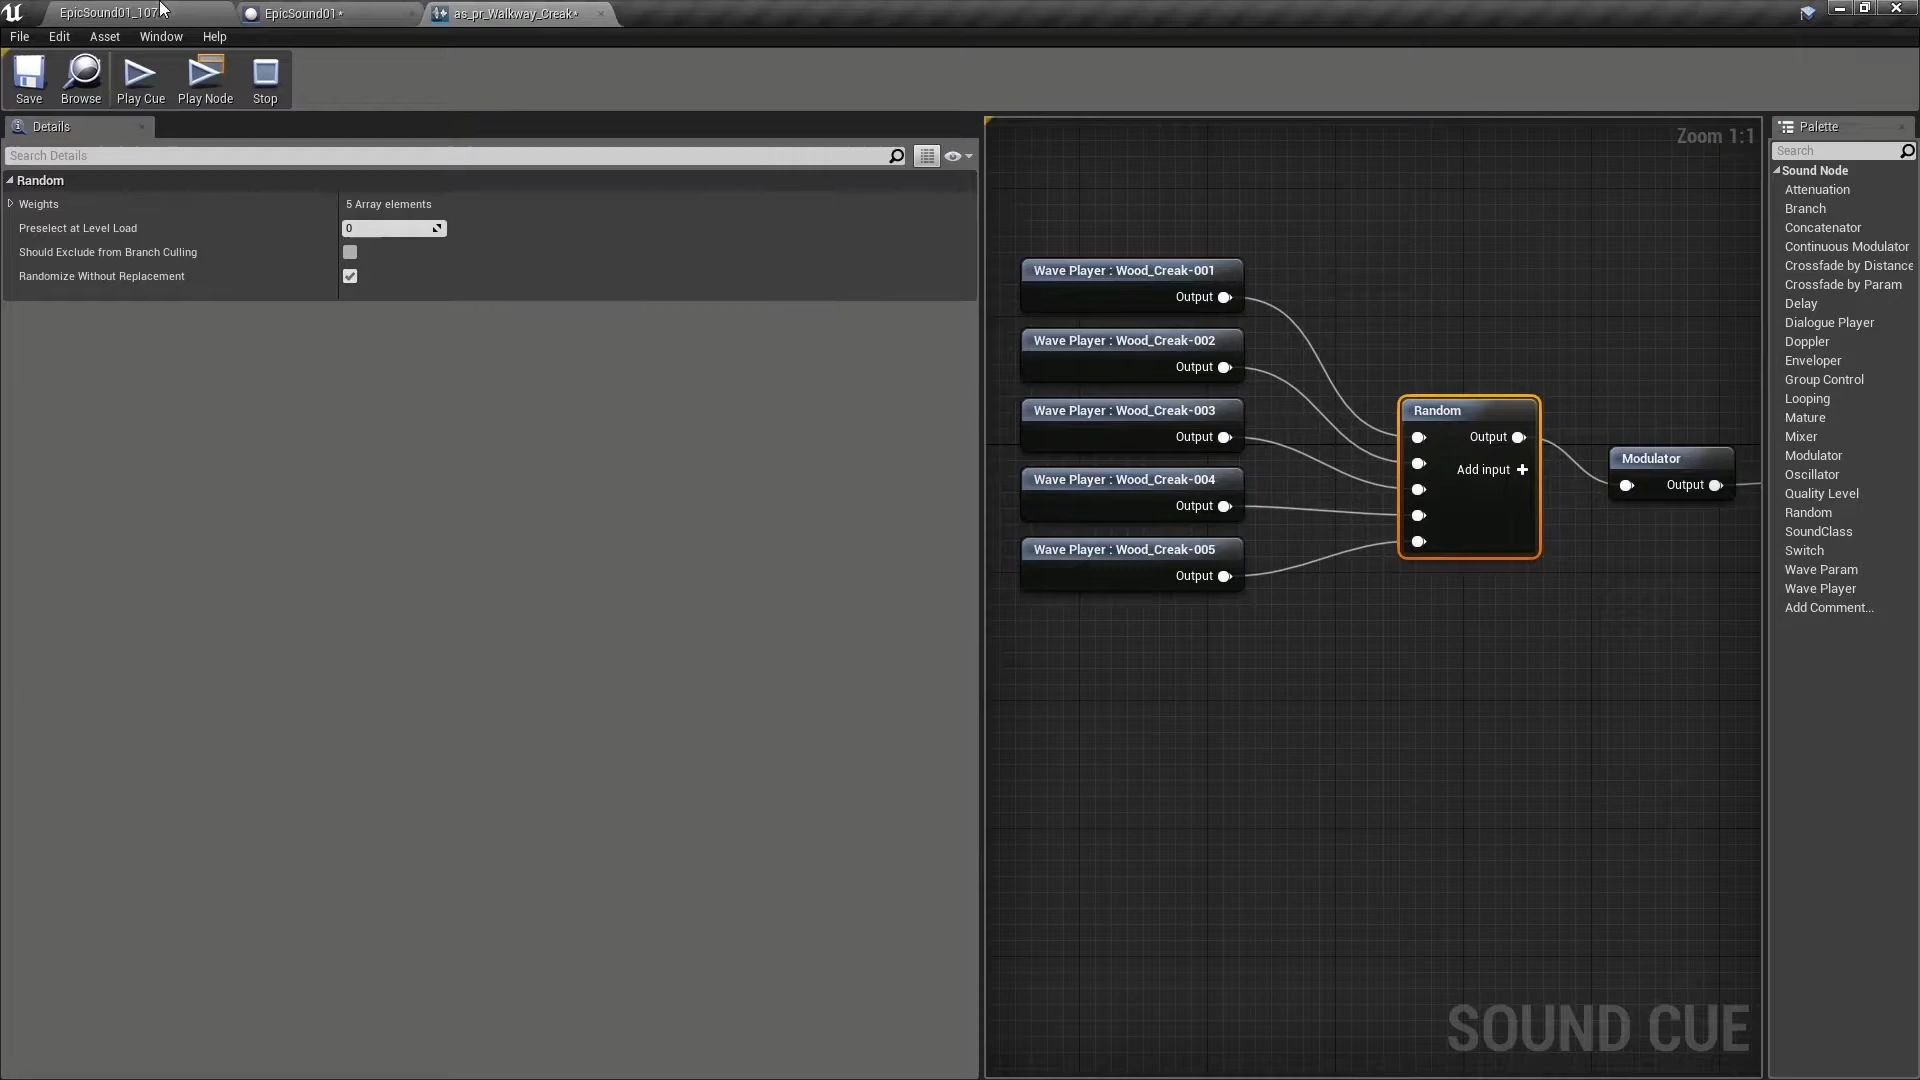 EpicSound01_107
EpicSound01*
as_pr_Walkway_Creak*
File Edit Asset Window Help
Save Browse Play Cue Play Node Stop
Details
Search Details
Random
Weights 5 Array elements
Preselect at Level Load 0
Should Exclude from Branch Culling
Randomize Without Replacement
Zoom 1:1
Wave Player : Wood_Creak-001
Output
Wave Player : Wood_Creak-002
Output
Wave Player : Wood_Creak-003
Output
Wave Player : Wood_Creak-004
Output
Wave Player : Wood_Creak-005
Output
Random
Output
Add input
Modulator
Output
SOUND CUE
Palette
Search
Sound Node
Attenuation
Branch
Concatenator
Continuous Modulator
Crossfade by Distance
Crossfade by Param
Delay
Dialogue Player
Doppler
Enveloper
Group Control
Looping
Mature
Mixer
Modulator
Oscillator
Quality Level
Random
SoundClass
Switch
Wave Param
Wave Player
Add Comment...